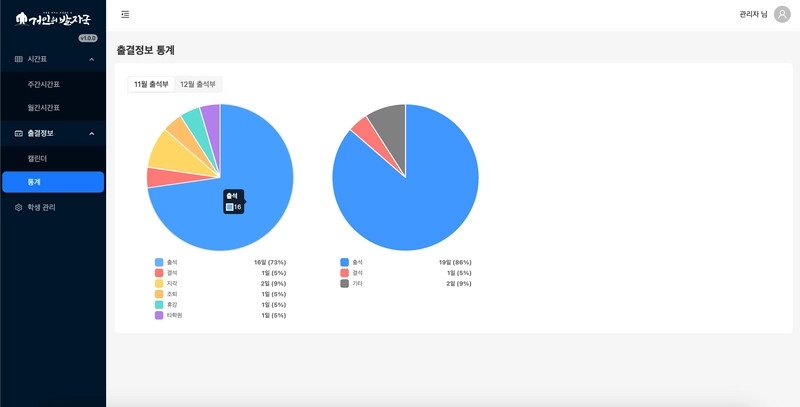 거인의 발자국
v1.0.0
시간표
주간시간표
월간시간표
출결정보
캘린더
통계
학생 관리
관리자 님
출결정보 통계
11월 출석부 12월 출석부
출석
16
출석 16일 (73%)
결석 1일 (5%)
지각 2일 (9%)
조퇴 1일 (5%)
휴강 1일 (5%)
타학원 1일 (5%)
출석 19일 (86%)
결석 1일 (5%)
기타 2일 (9%)